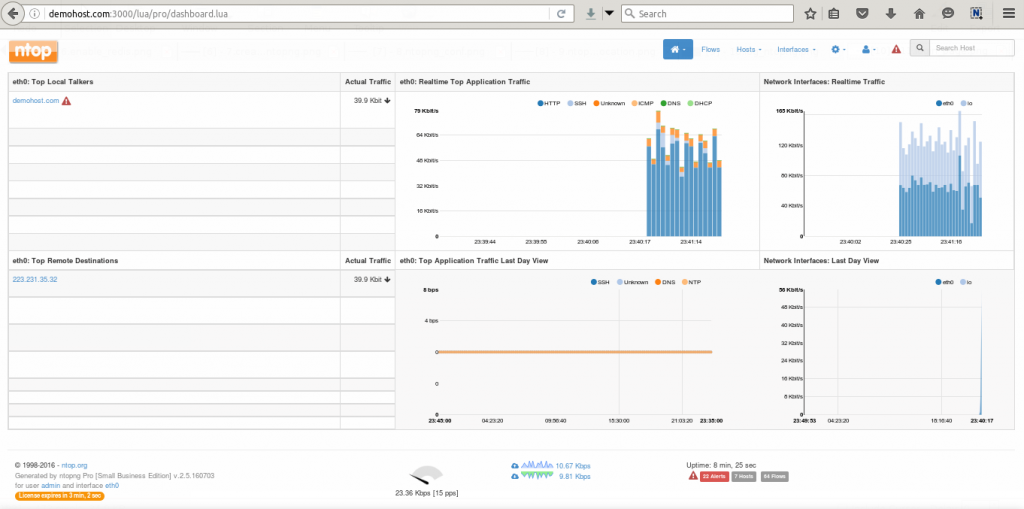 demohost.com:3000/lua/pro/dashboard.lua
Search
ntop
Flows
Hosts
Interfaces
Search Host
eth0: Top Local Talkers
Actual Traffic
eth0: Realtime Top Application Traffic
Network Interfaces: Realtime Traffic
demohost.com
39.9 Kbit
HTTP SSH Unknown ICMP DNS DHCP
79 Kbit/s
64 Kbit/s
48 Kbit/s
32 Kbit/s
16 Kbit/s
0
23:39:44 23:39:55 23:40:06 23:40:17 23:41:14
eth0 lo
165 Kbit/s
120 Kbit/s
80 Kbit/s
40 Kbit/s
0
23:40:02 23:40:25 23:41:16
eth0: Top Remote Destinations
Actual Traffic
eth0: Top Application Traffic Last Day View
Network Interfaces: Last Day View
223.231.35.32
39.9 Kbit
SSH Unknown DNS NTP
6 bps
4 bps
0
0
0
23:45:00 04:23:20 09:56:40 15:30:00 21:03:20 23:35:00
eth0 lo
56 Kbit/s
48 Kbit/s
40 Kbit/s
32 Kbit/s
24 Kbit/s
16 Kbit/s
8 Kbit/s
0
04:23:20 15:16:40 23:40:17
© 1998-2016 - ntop.org
Generated by ntopng Pro [Small Business Edition] v.2.5.160703
for user admin and interface eth0
License expires in 3 min, 2 sec
23.36 Kbps [15 pps]
10.67 Kbps
9.81 Kbps
Uptime: 8 min, 25 sec
Alerts
7 Hosts
Flows